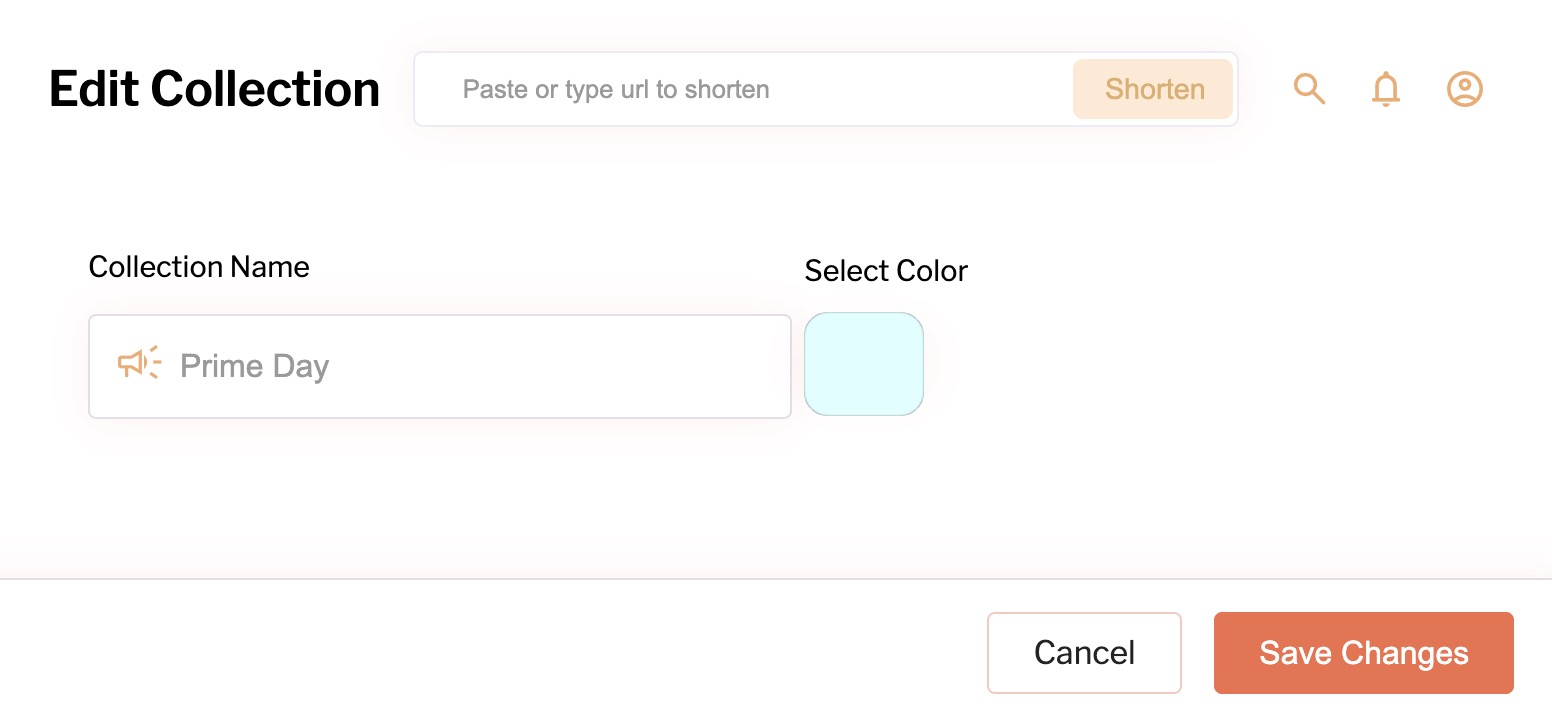 Edit Collection
Paste or type url to shorten
Shorten
Collection Name
Select Color
Prime Day
Cancel
Save Changes